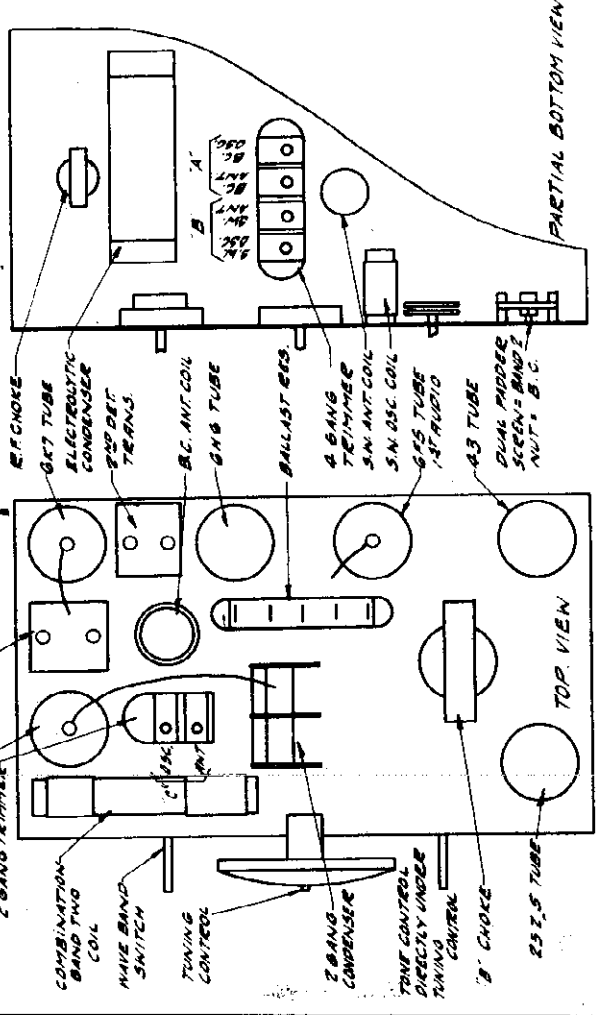 2 GANG TRIMMER
COMBINATION
BAND TWO
COIL
WAVE BAND
SWITCH
TUNING
CONTROL
2 GANG
CONDENSER
TONE CONTROL
DIRECTLY UNDER
TUNING
CONTROL
"B" CHOKE
25Z5 TUBE
"C"
OSC.
ANT
TOP VIEW
R.F. CHOKE
6K7 TUBE
ELECTROLYTIC
CONDENSER
2ND DET.
TRANS.
B.C. ANT. COIL
6H6 TUBE
BALLAST RES.
4 GANG
TRIMMER
S.W. ANT. COIL
S.W. OSC. COIL
6F5 TUBE
1ST AUDIO
43 TUBE
DUAL PADDER
SCREW = BAND 2
NUT = B.C.
"B"
"A"
S.W.
OSC.
S.W.
ANT
B.C.
ANT
B.C.
OSC.
PARTIAL BOTTOM VIEW